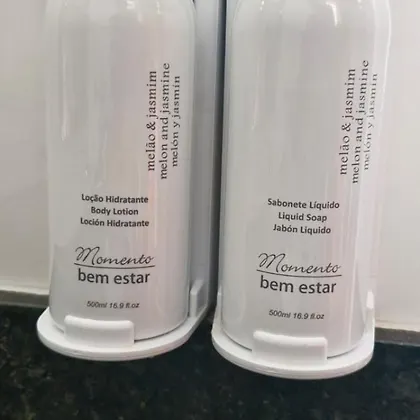 melão & jasmim
melon and jasmine
melón y jasmín
Loção Hidratante
Body Lotion
Loción Hidratante
Momento
bem estar
500ml 16.9 fl.oz
melão & jasmim
melon and jasmine
melón y jasmín
Sabonete Líquido
Liquid Soap
Jabón Liquido
Momento
bem estar
500ml 16.9 fl.oz